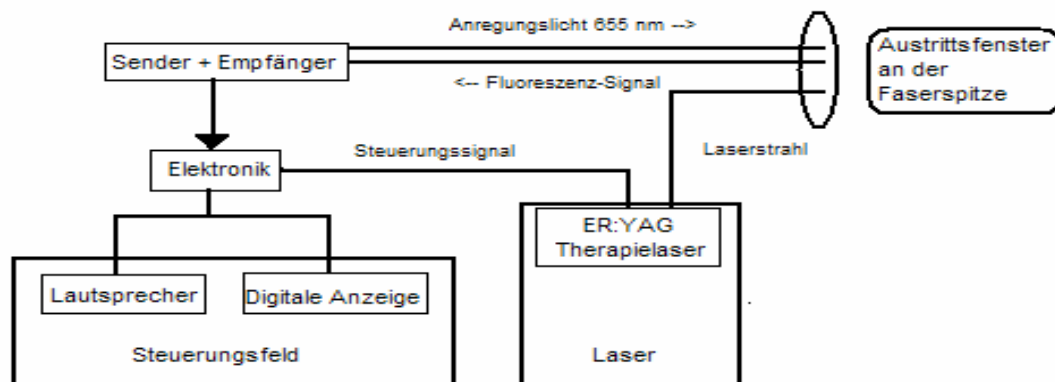 Anregungslicht 655 nm -->
Sender + Empfänger
<-- Fluoreszenz-Signal
Austrittsfenster
an der
Faserspitze
Elektronik
Steuerungssignal
Laserstrahl
ER:YAG
Therapielaser
Lautsprecher
Digitale Anzeige
Steuerungsfeld
Laser